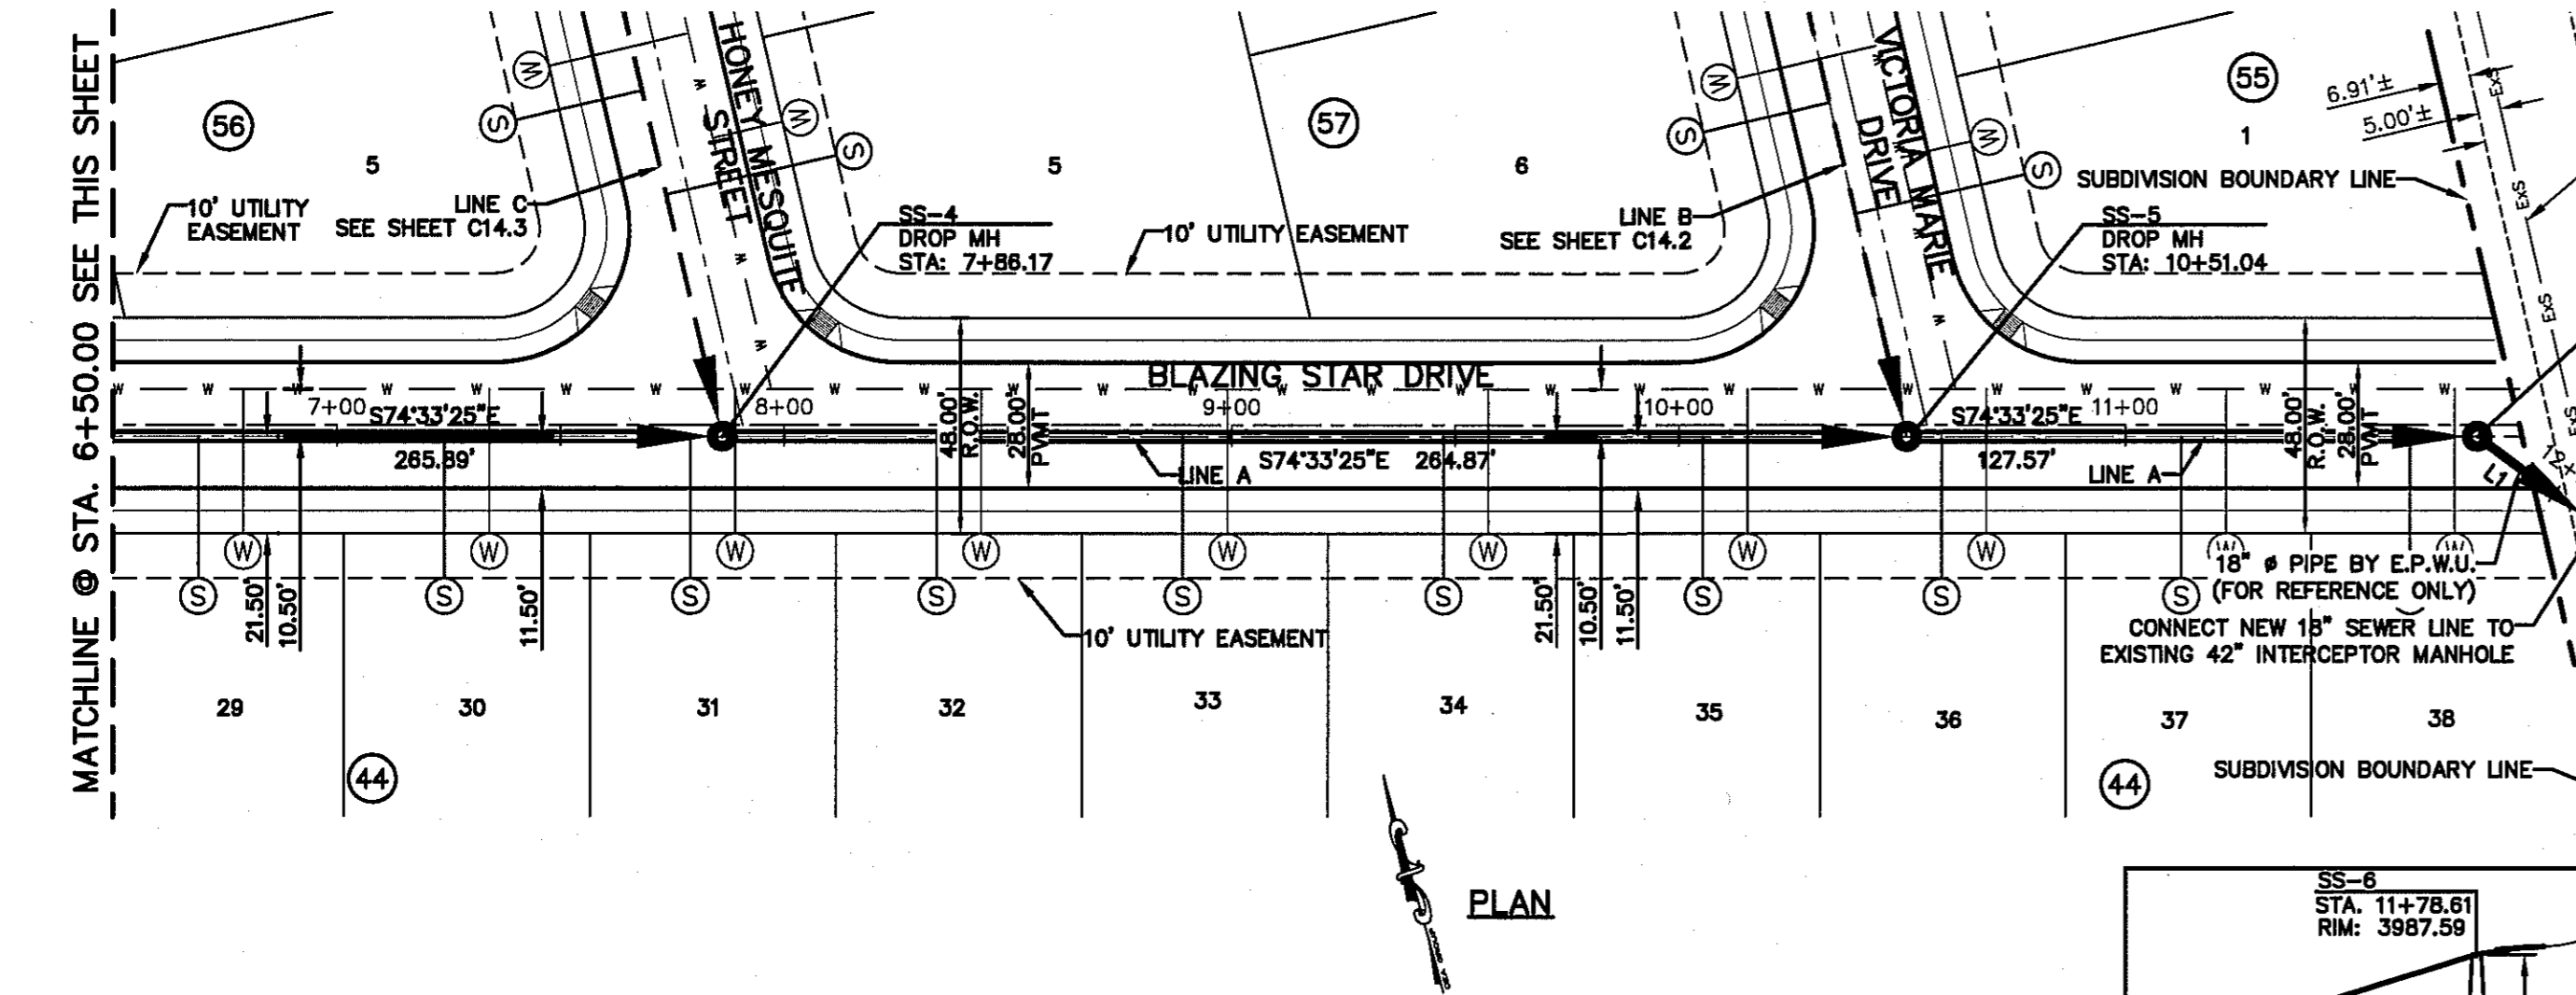 MATCHLINE @ STA. 6+50.00 SEE THIS SHEET
56
5
10' UTILITY
EASEMENT
LINE C
SEE SHEET C14.3
W
S
HONEY MESQUITE
STREET
W
S
W
W
W
SS-4
DROP MH
STA: 7+86.17
5
57
6
10' UTILITY EASEMENT
LINE B
SEE SHEET C14.2
W
S
VICTORIA MARIE
DRIVE
W
S
W
W
SS-5
DROP MH
STA: 10+51.04
55
1
SUBDIVISION BOUNDARY LINE
6.91'±
5.00'±
ExS
ExS
ExS
ExS
BLAZING STAR DRIVE
W W W W W W W W W W W W W W W W W W
7+00
8+00
9+00
10+00
11+00
S74°33'25"E
265.89'
48.00'
R.O.W.
28.00'
PVMT
LINE A
S74°33'25"E 264.87'
S74°33'25"E
127.57'
LINE A
48.00'
R.O.W.
28.00'
PVMT
L1
W W W W W W W W W W
S S S S S S S S S
21.50'
10.50'
11.50'
10' UTILITY EASEMENT
21.50'
10.50'
11.50'
18" ø PIPE BY E.P.W.U.
(FOR REFERENCE ONLY)
CONNECT NEW 18" SEWER LINE TO
EXISTING 42" INTERCEPTOR MANHOLE
29 30 31 32 33 34 35 36 37 38
44
44
SUBDIVISION BOUNDARY LINE
PLAN
SS-6
STA. 11+78.61
RIM: 3987.59